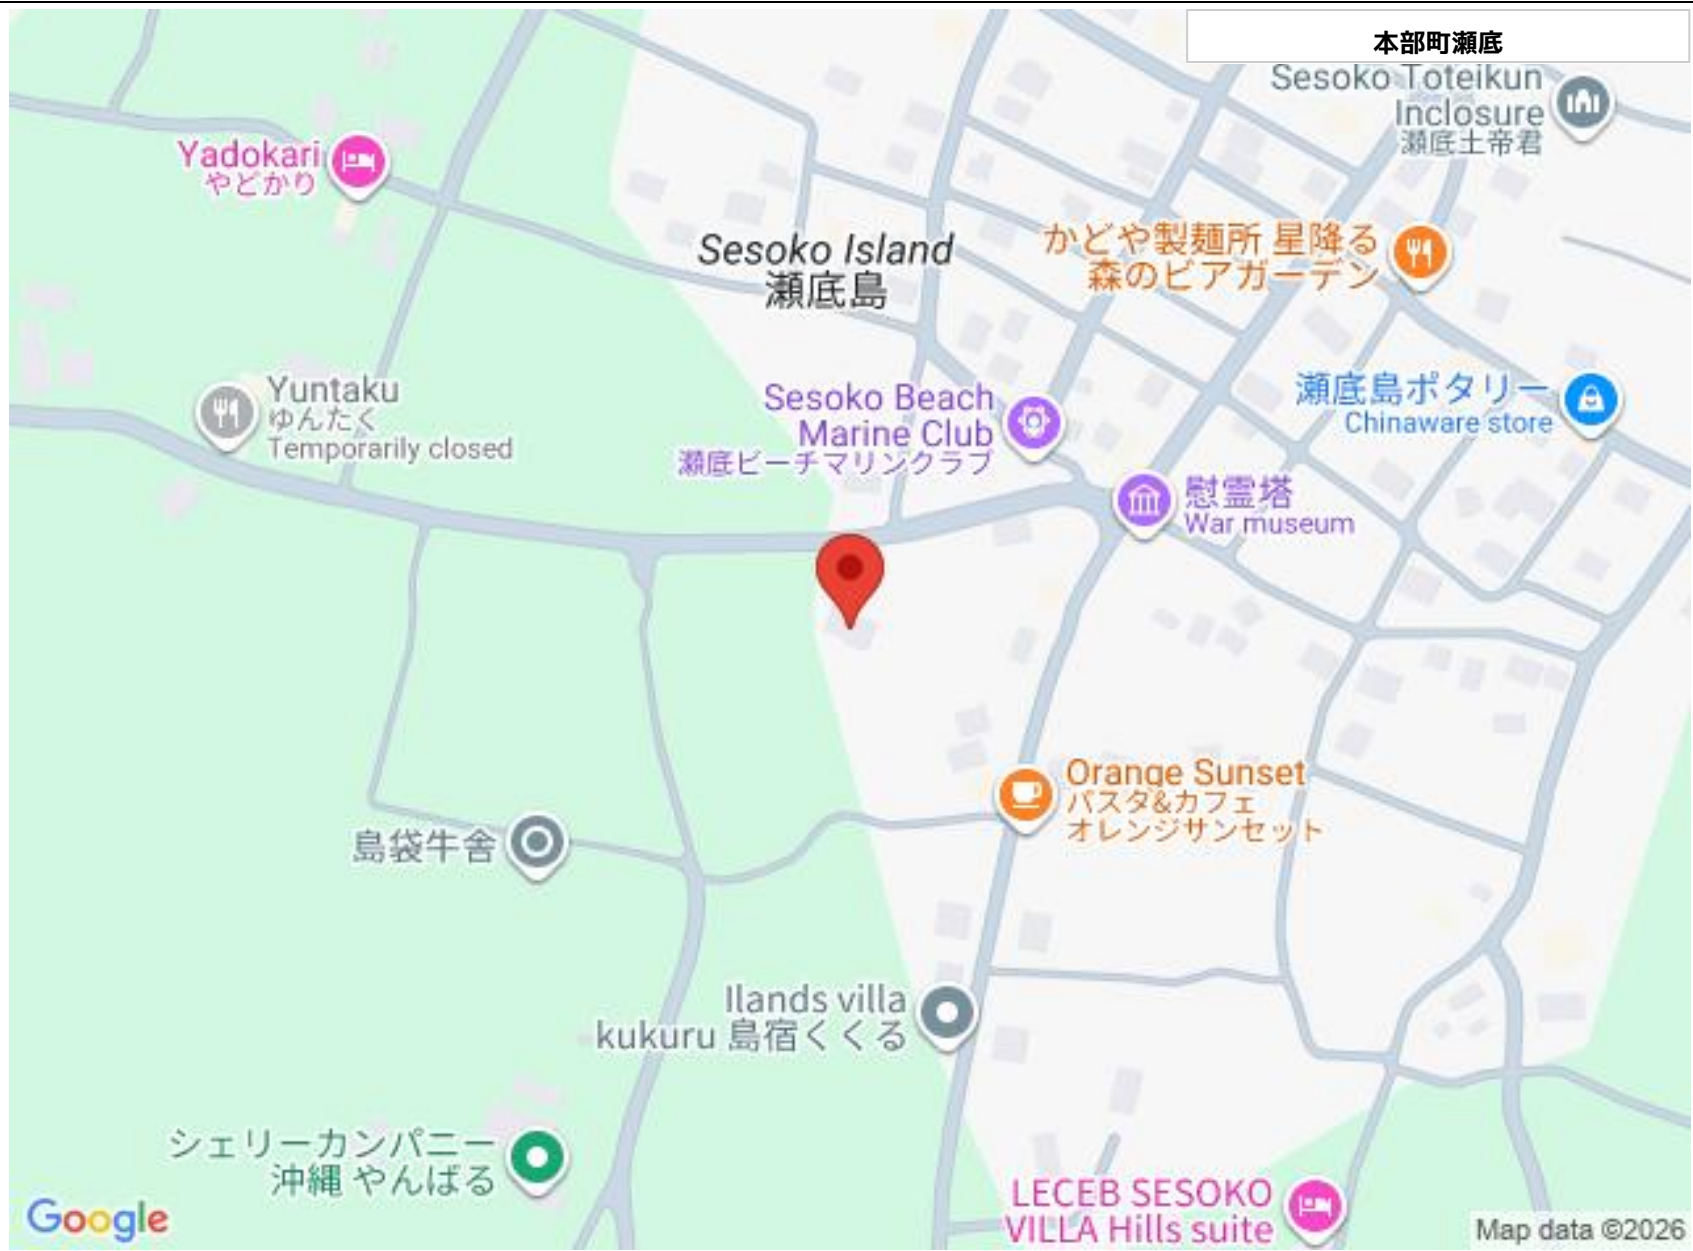 本部町瀬底
Sesoko Toteikun
Inclosure
瀬底土帝君
Yadokari
やどかり
Sesoko Island
瀬底島
かどや製麺所 星降る
森のビアガーデン
Yuntaku
ゆんたく
Temporarily closed
Sesoko Beach
Marine Club
瀬底ビーチマリンクラブ
瀬底島ポタリー
Chinaware store
慰霊塔
War museum
Orange Sunset
パスタ&カフェ
オレンジサンセット
島袋牛舎
Ilands villa
kukuru 島宿くくる
シェリーカンパニー
沖縄 やんばる
LECEB SESOKO
VILLA Hills suite
Google
Map data ©2026